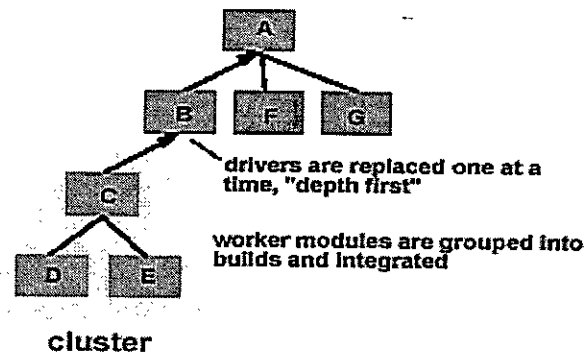 A
B
F
G
drivers are replaced one at a
time, "depth first"
C
worker modules are grouped into
builds and integrated
D
E
cluster